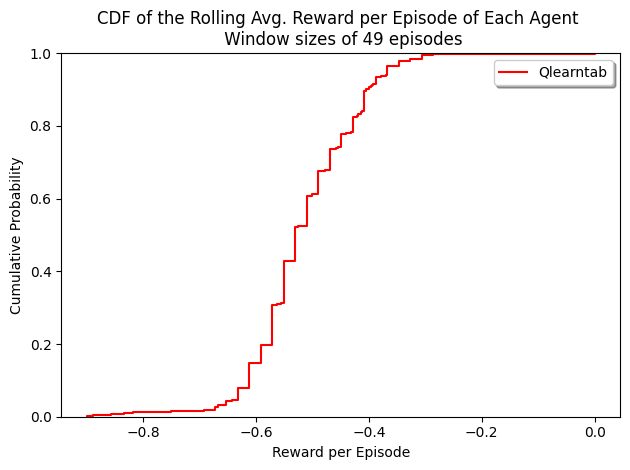 CDF of the Rolling Avg. Reward per Episode of Each Agent
Window sizes of 49 episodes
Qlearntab
1.0
0.8
0.6
0.4
0.2
0.0
Cumulative Probability
−0.8
−0.6
−0.4
−0.2
0.0
Reward per Episode